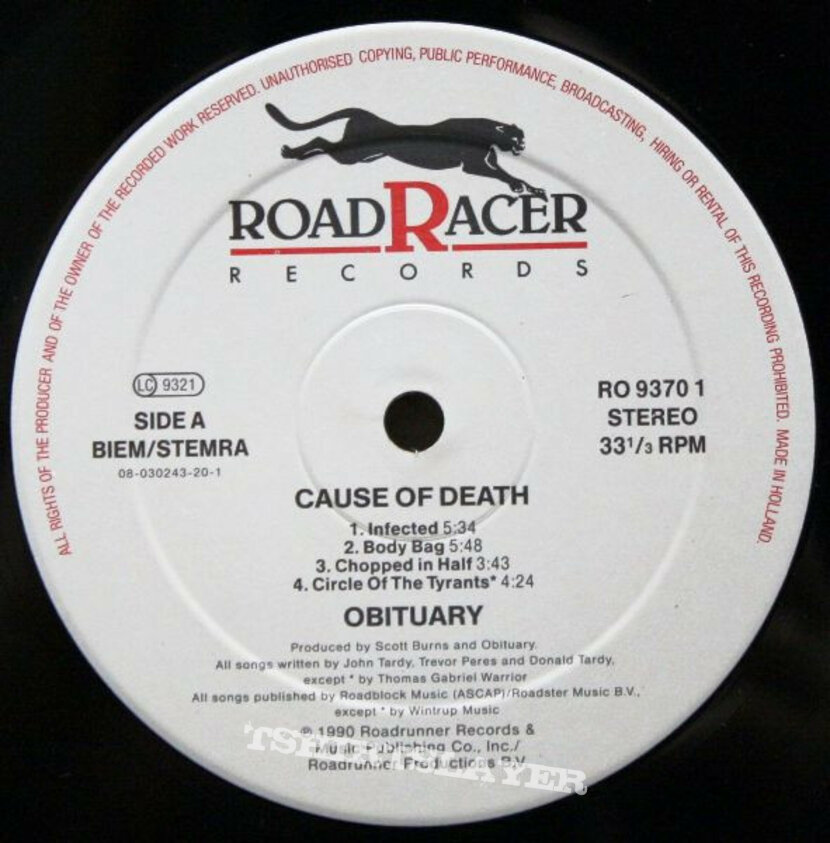 ALL RIGHTS OF THE PRODUCER AND OF THE OWNER OF THE RECORDED WORK RESERVED. UNAUTHORISED COPYING, PUBLIC PERFORMANCE, BROADCASTING, HIRING OR RENTAL OF THIS RECORDING PROHIBITED. MADE IN HOLLAND.
ROADRACER
RECORDS
LC 9321
SIDE A
BIEM/STEMRA
08-030243-20-1
RO 9370 1
STEREO
33 1/3 RPM
CAUSE OF DEATH
1. Infected 5:34
2. Body Bag 5:48
3. Chopped in Half 3:43
4. Circle Of The Tyrants* 4:24
OBITUARY
Produced by Scott Burns and Obituary.
All songs written by John Tardy, Trevor Peres and Donald Tardy,
except * by Thomas Gabriel Warrior
All songs published by Roadblock Music (ASCAP)/Roadster Music B.V.,
except * by Wintrup Music
℗ 1990 Roadrunner Records &
Music Publishing Co., Inc./
Roadrunner Productions B.V.
TSHIRTSLAYER